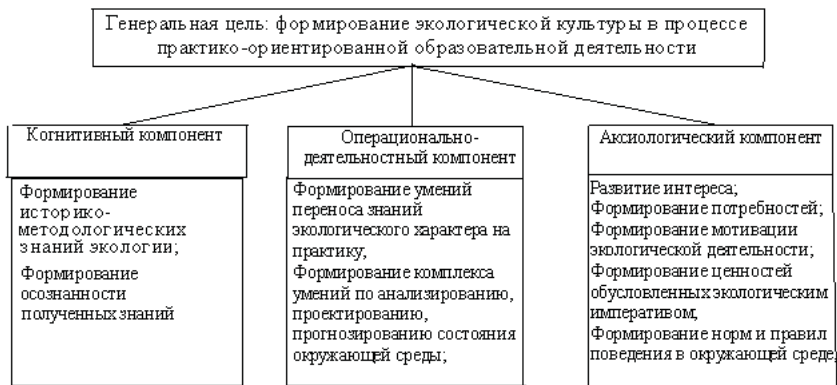 Генеральная цель: формирование экологической культуры в процессе
практико-ориентированной образовательной деятельности
Когнитивный компонент
Формирование
историко-
методологических
знаний экологии;
Формирование
осознанности
полученных знаний
Операционально-
деятельностный компонент
Формирование умений
переноса знаний
экологического характера на
практику;
Формирование комплекса
умений по анализированию,
проектированию,
прогнозированию состояния
окружающей среды;
Аксиологический компонент
Развитие интереса;
Формирование потребностей;
Формирование мотивации
экологической деятельности;
Формирование ценностей
обусловленных экологическим
императивом;
Формирование норм и правил
поведения в окружающей среде;